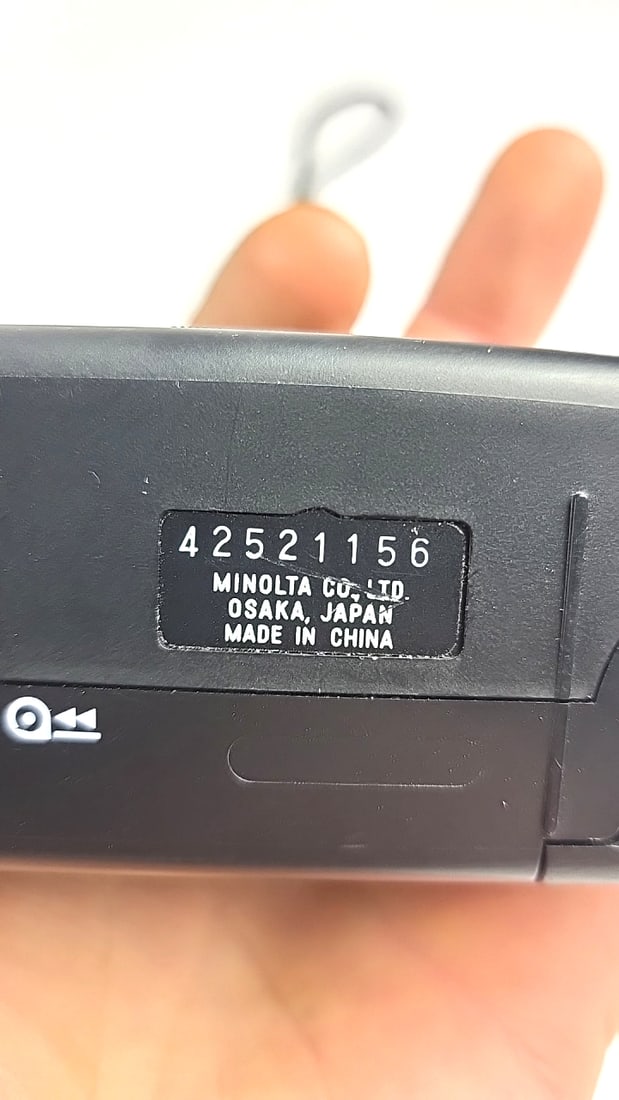 42521156
MINOLTA CO., LTD.
OSAKA, JAPAN
MADE IN CHINA